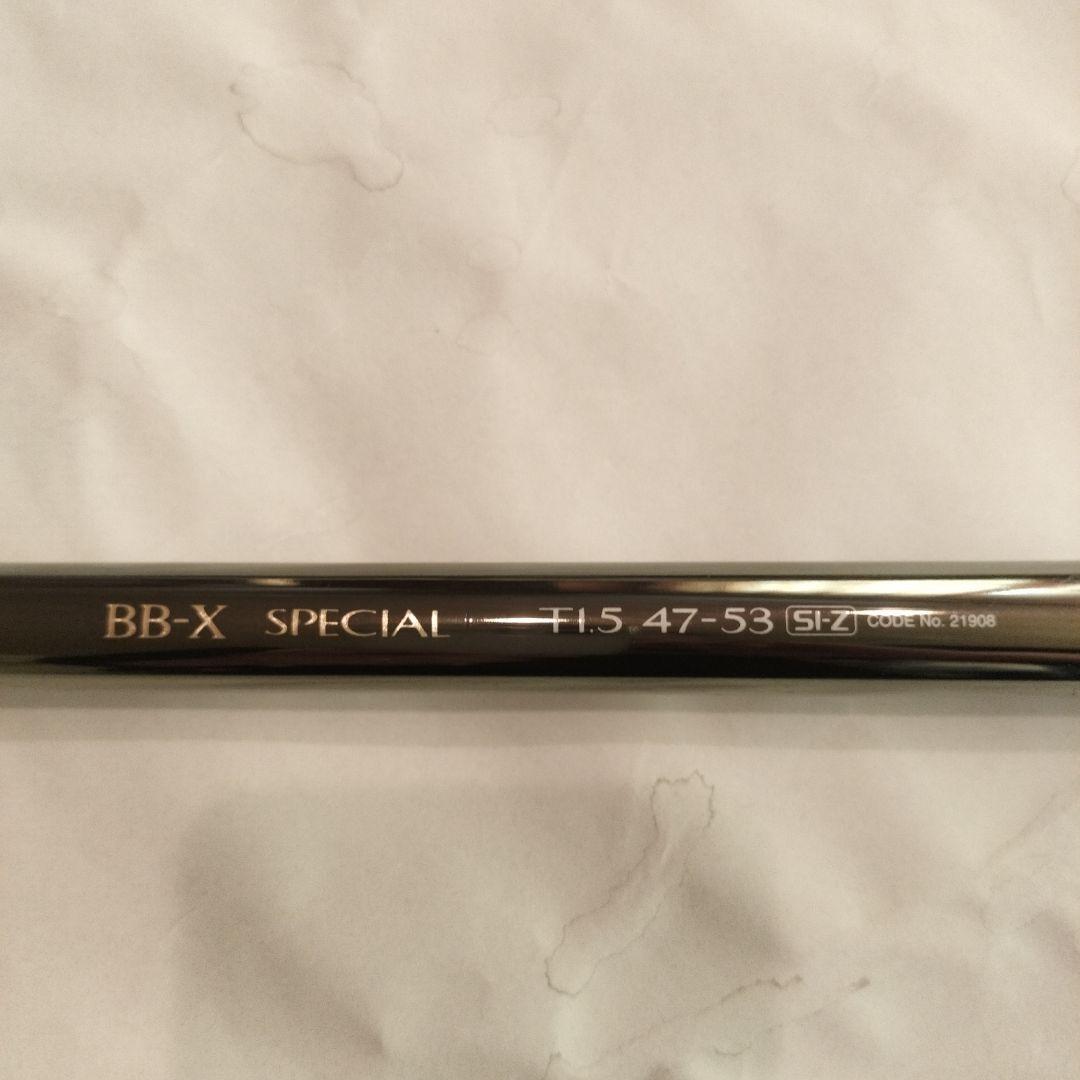 BB-X SPECIAL T1.5 47-53 SI-Z CODE No. 21908